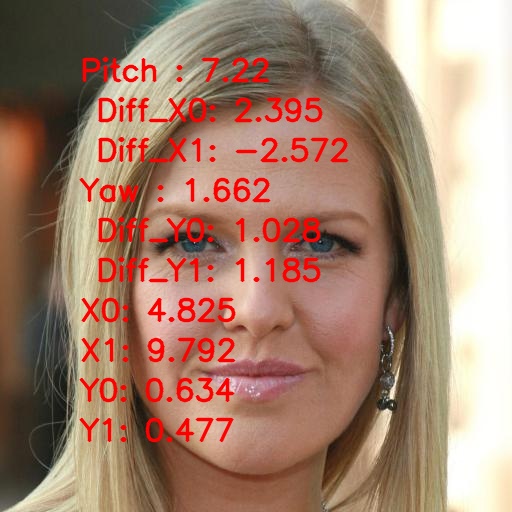 Pitch : 7.22
Diff_X0: 2.395
Diff_X1: -2.572
Yaw : 1.662
Diff_Y0: 1.028
Diff_Y1: 1.185
X0: 4.825
X1: 9.792
Y0: 0.634
Y1: 0.477